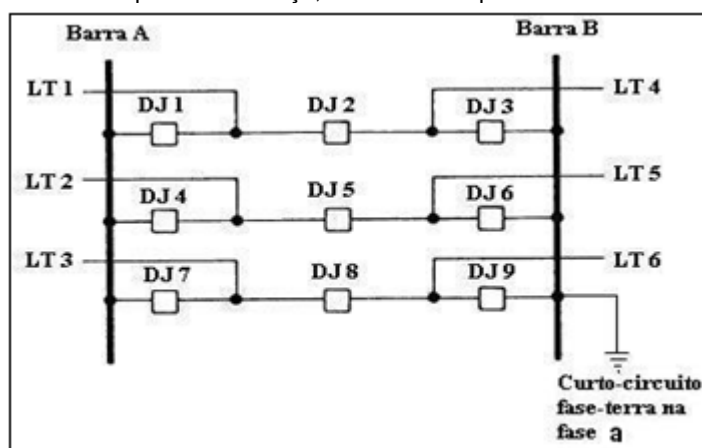 Barra A
Barra B
LT 1
LT 4
DJ 1
DJ 2
DJ 3
LT 2
LT 5
DJ 4
DJ 5
DJ 6
LT 3
LT 6
DJ 7
DJ 8
DJ 9
Curto-circuito
fase-terra na
fase a